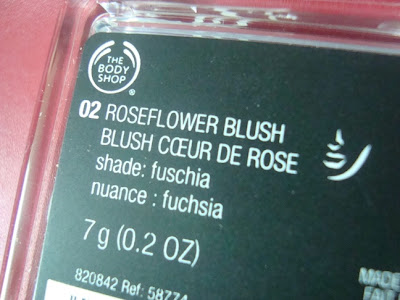 THE
BODY
SHOP
02 ROSEFLOWER BLUSH
BLUSH CŒUR DE ROSE
shade: fuschia
nuance : fuchsia
7 g (0.2 OZ)
MADE
820842 Ref: 58774